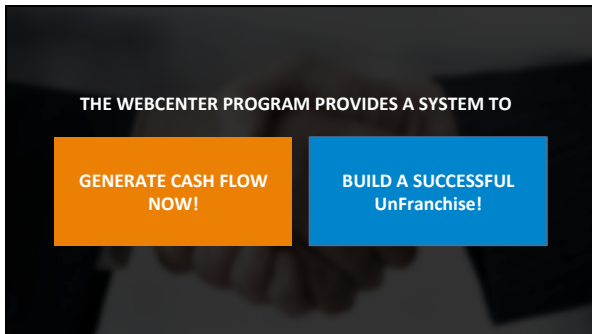 THE WEBCENTER PROGRAM PROVIDES A SYSTEM TO
GENERATE CASH FLOW
NOW!
BUILD A SUCCESSFUL
UnFranchise!